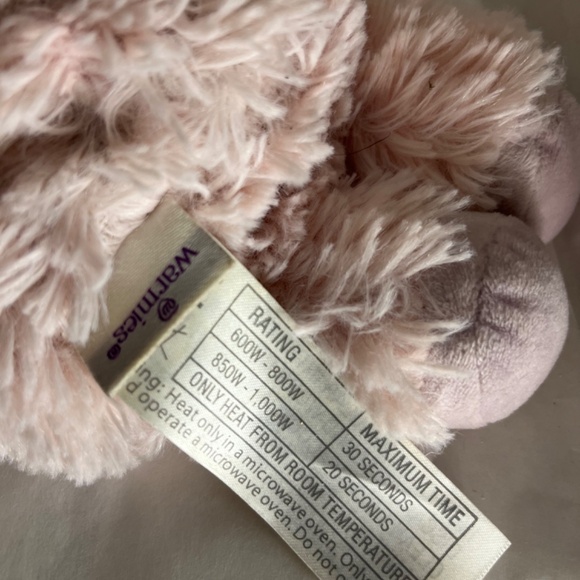 warmies®
RATING MAXIMUM TIME
600W - 800W 30 SECONDS
850W - 1,000W 20 SECONDS
ONLY HEAT FROM ROOM TEMPERATURE
ing: Heat only in a microwave oven. Only
d operate a microwave oven. Do not